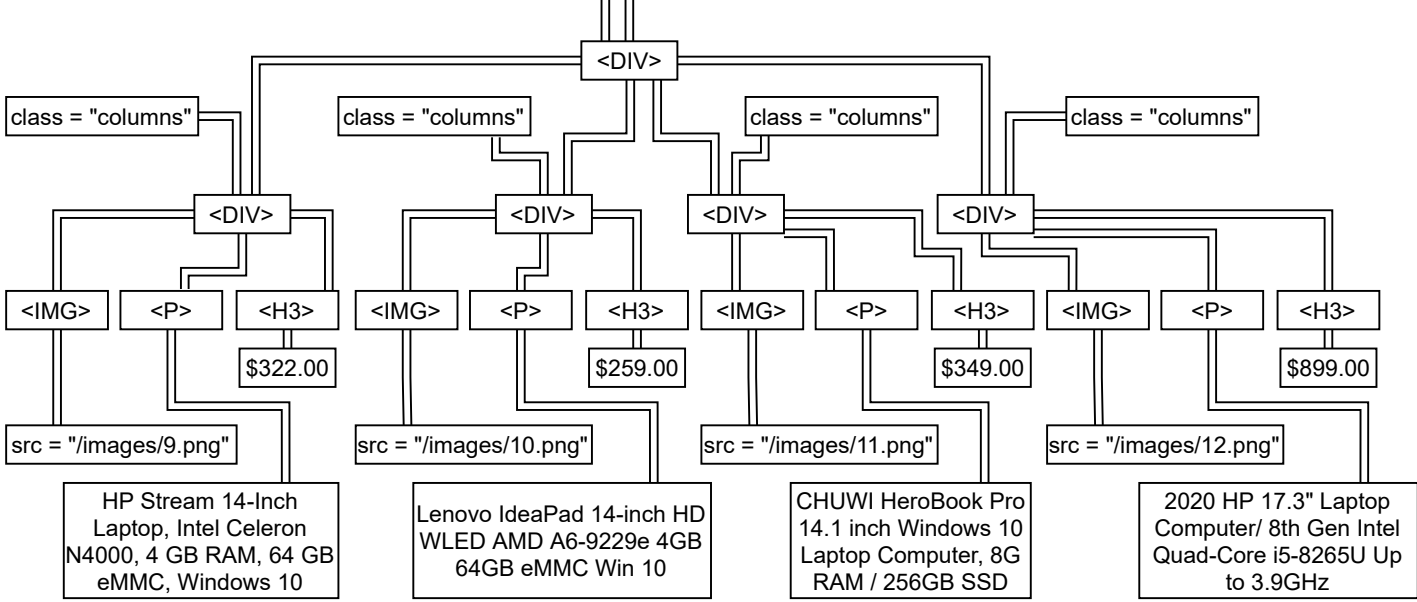 <DIV>
class = "columns"
class = "columns"
class = "columns"
class = "columns"
<DIV>
<DIV>
<DIV>
<DIV>
<IMG>
<P>
<H3>
<IMG>
<P>
<H3>
<IMG>
<P>
<H3>
<IMG>
<P>
<H3>
$322.00
$259.00
$349.00
$899.00
src = "/images/9.png"
src = "/images/10.png"
src = "/images/11.png"
src = "/images/12.png"
HP Stream 14-Inch
Laptop, Intel Celeron
N4000, 4 GB RAM, 64 GB
eMMC, Windows 10
Lenovo IdeaPad 14-inch HD
WLED AMD A6-9229e 4GB
64GB eMMC Win 10
CHUWI HeroBook Pro
14.1 inch Windows 10
Laptop Computer, 8G
RAM / 256GB SSD
2020 HP 17.3" Laptop
Computer/ 8th Gen Intel
Quad-Core i5-8265U Up
to 3.9GHz